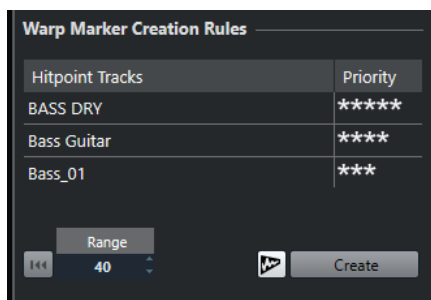 Warp Marker Creation Rules
Hitpoint Tracks Priority
BASS DRY *****
Bass Guitar ****
Bass_01 ***
Range
40 Create